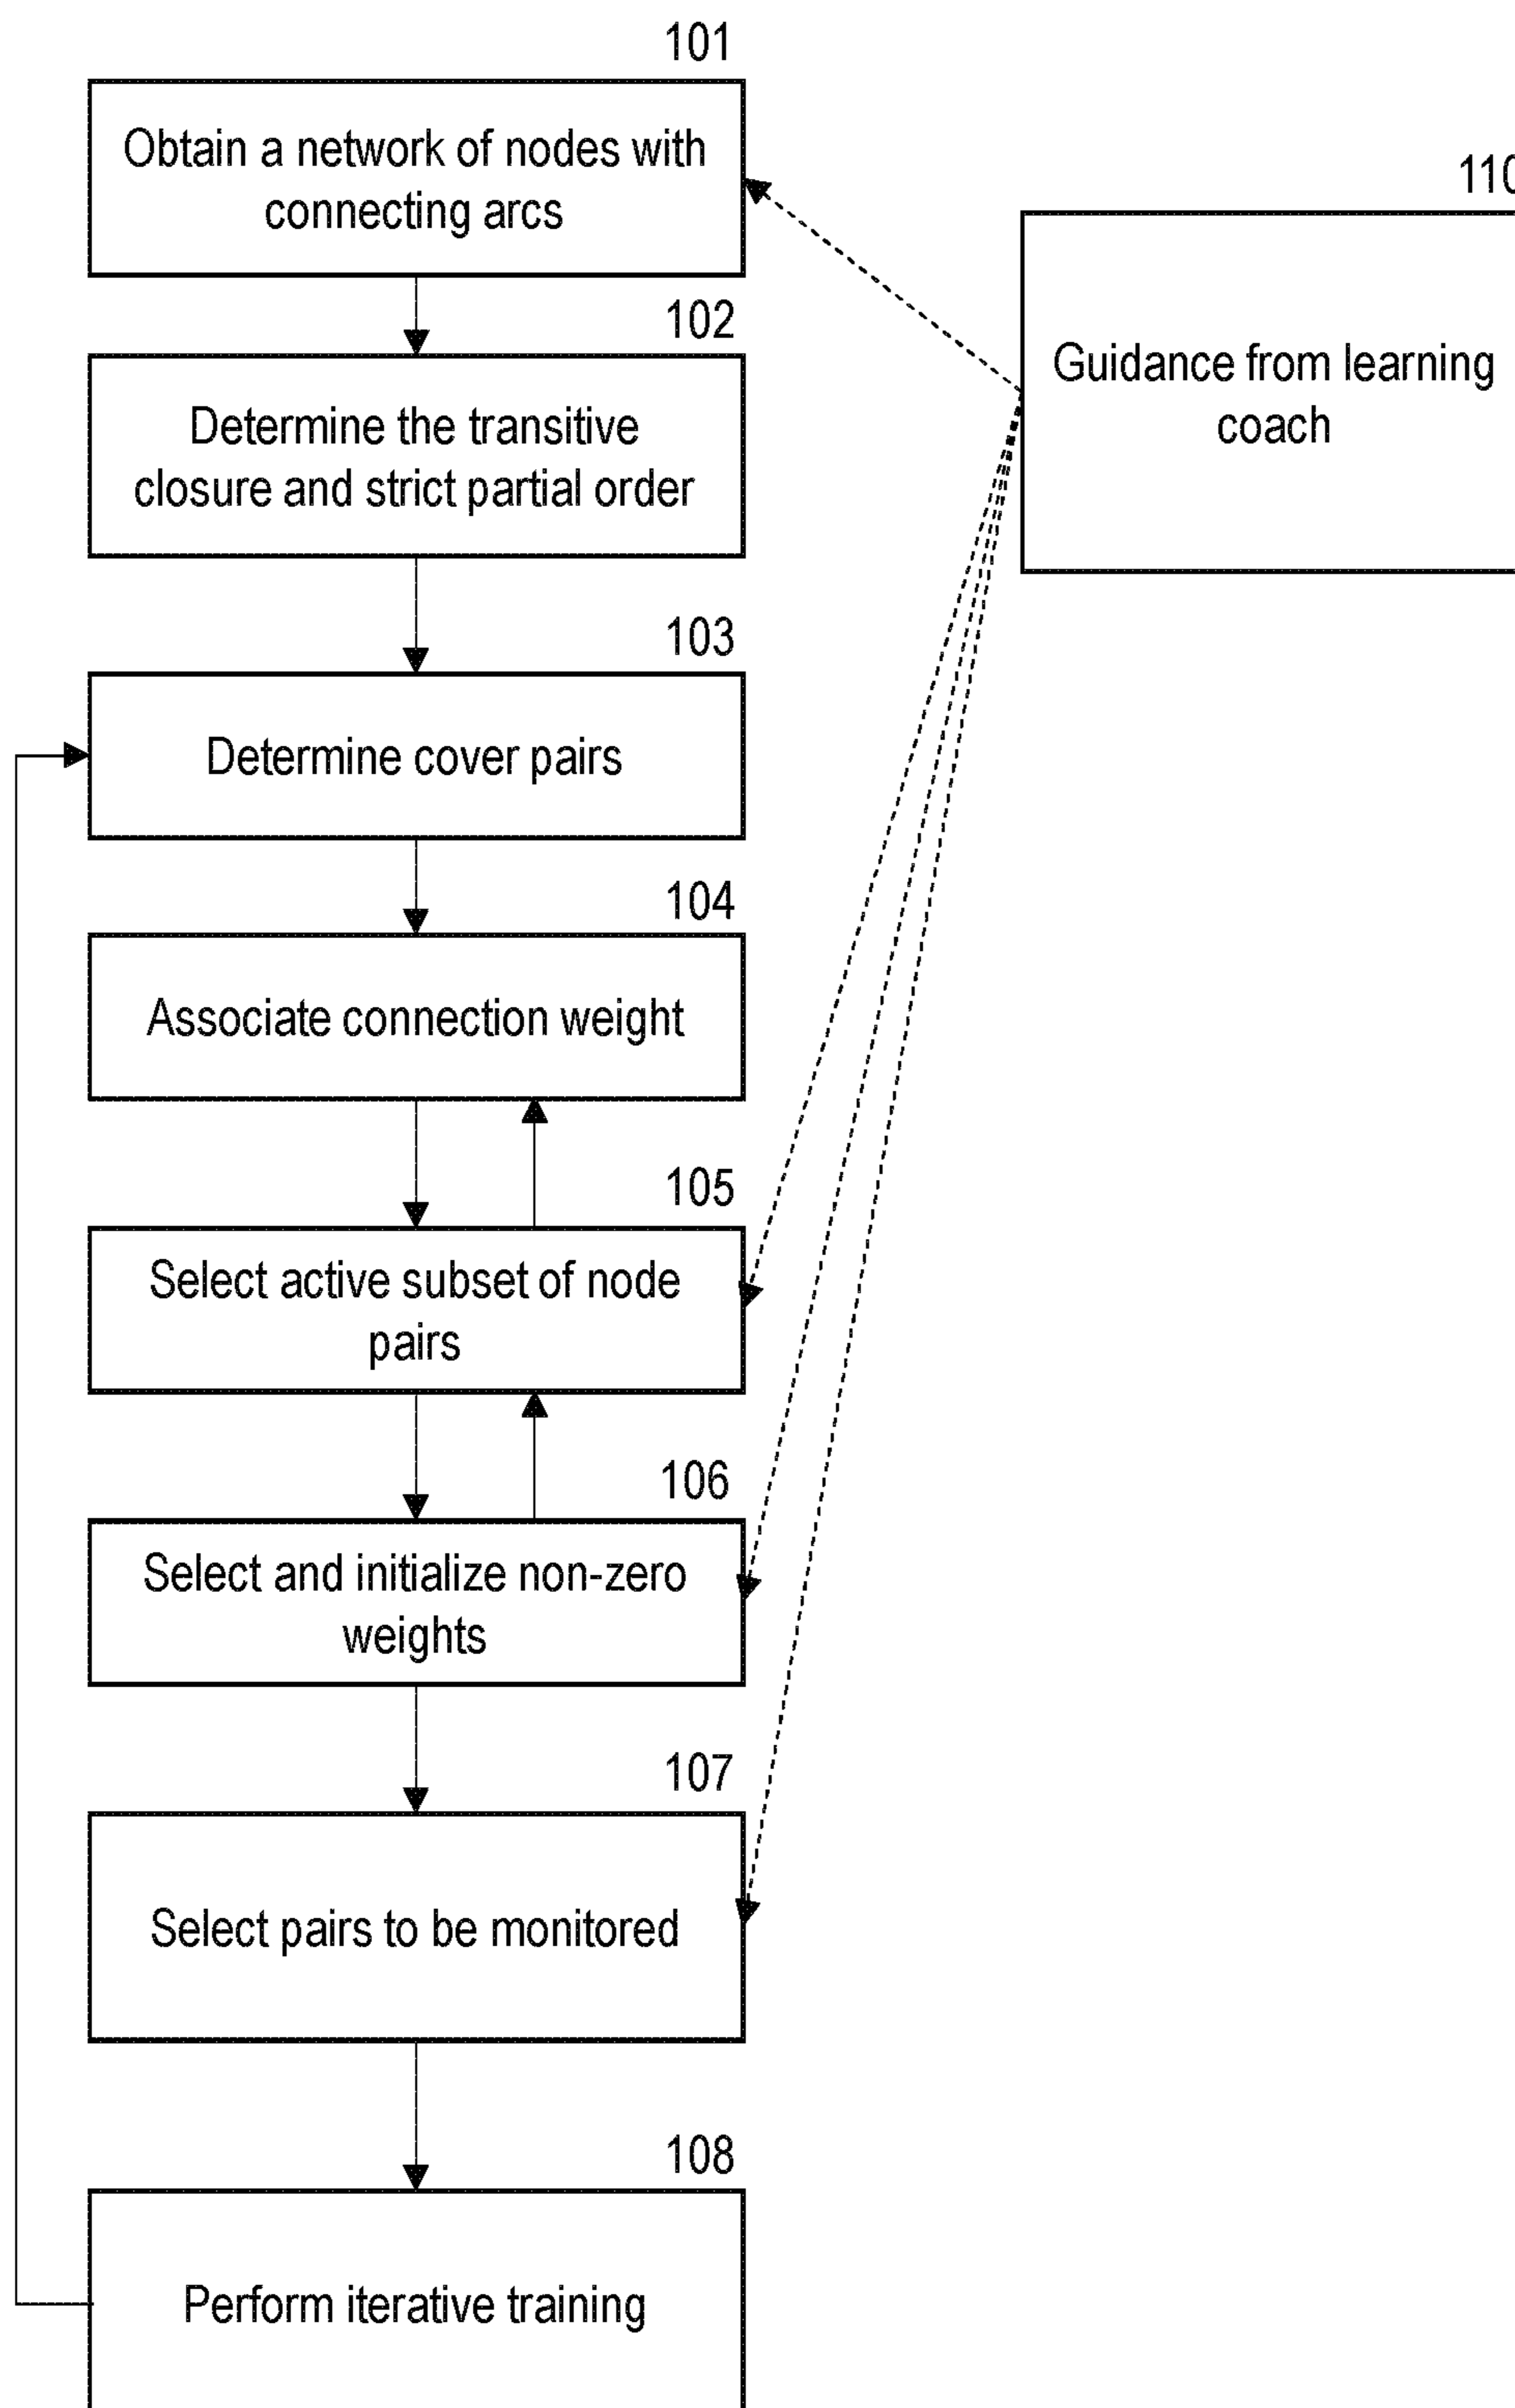 101
Obtain a network of nodes with
connecting arcs
110
Guidance from learning
coach
102
Determine the transitive
closure and strict partial order
103
Determine cover pairs
104
Associate connection weight
105
Select active subset of node
pairs
106
Select and initialize non-zero
weights
107
Select pairs to be monitored
108
Perform iterative training